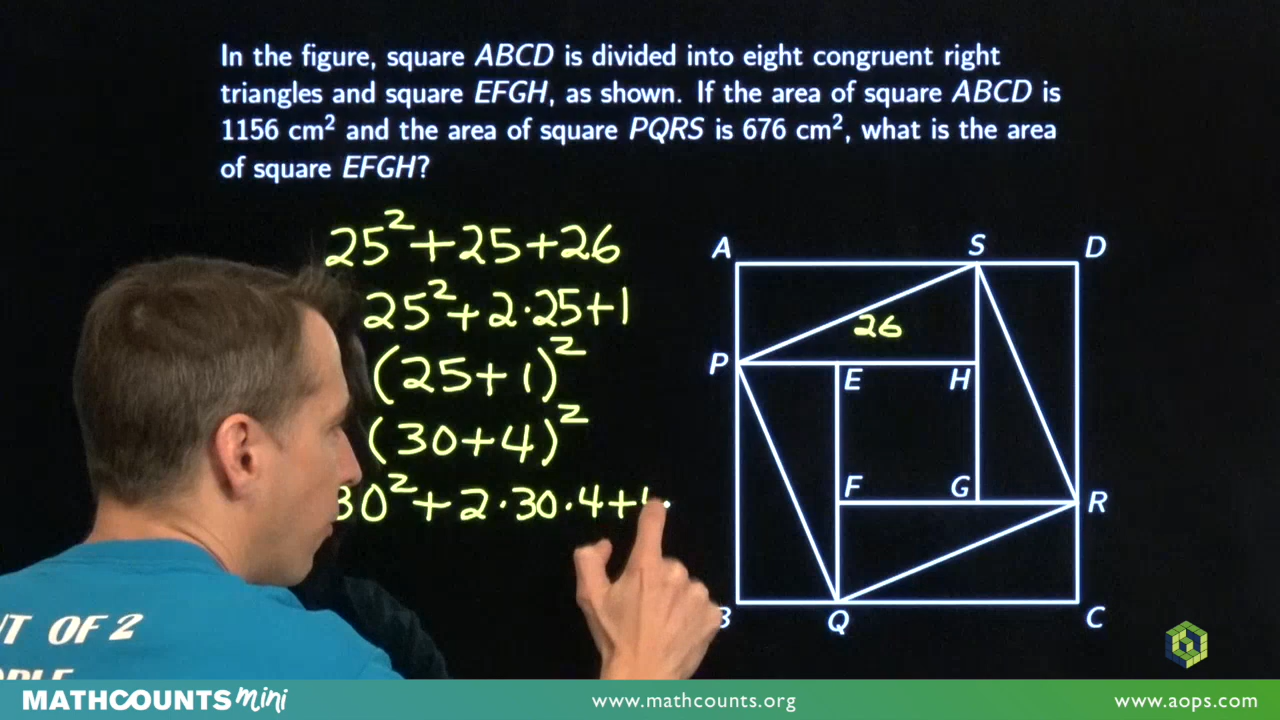 In the figure, square ABCD is divided into eight congruent right
triangles and square EFGH, as shown. If the area of square ABCD is
1156 cm² and the area of square PQRS is 676 cm², what is the area
of square EFGH?
25² + 25 + 26
25² + 2·25 + 1
(25 + 1)²
(30 + 4)²
30² + 2·30·4 +
A S D
26
P E H
F G R
B Q C
T OF 2
MATHCOUNTS mini
www.mathcounts.org
www.aops.com